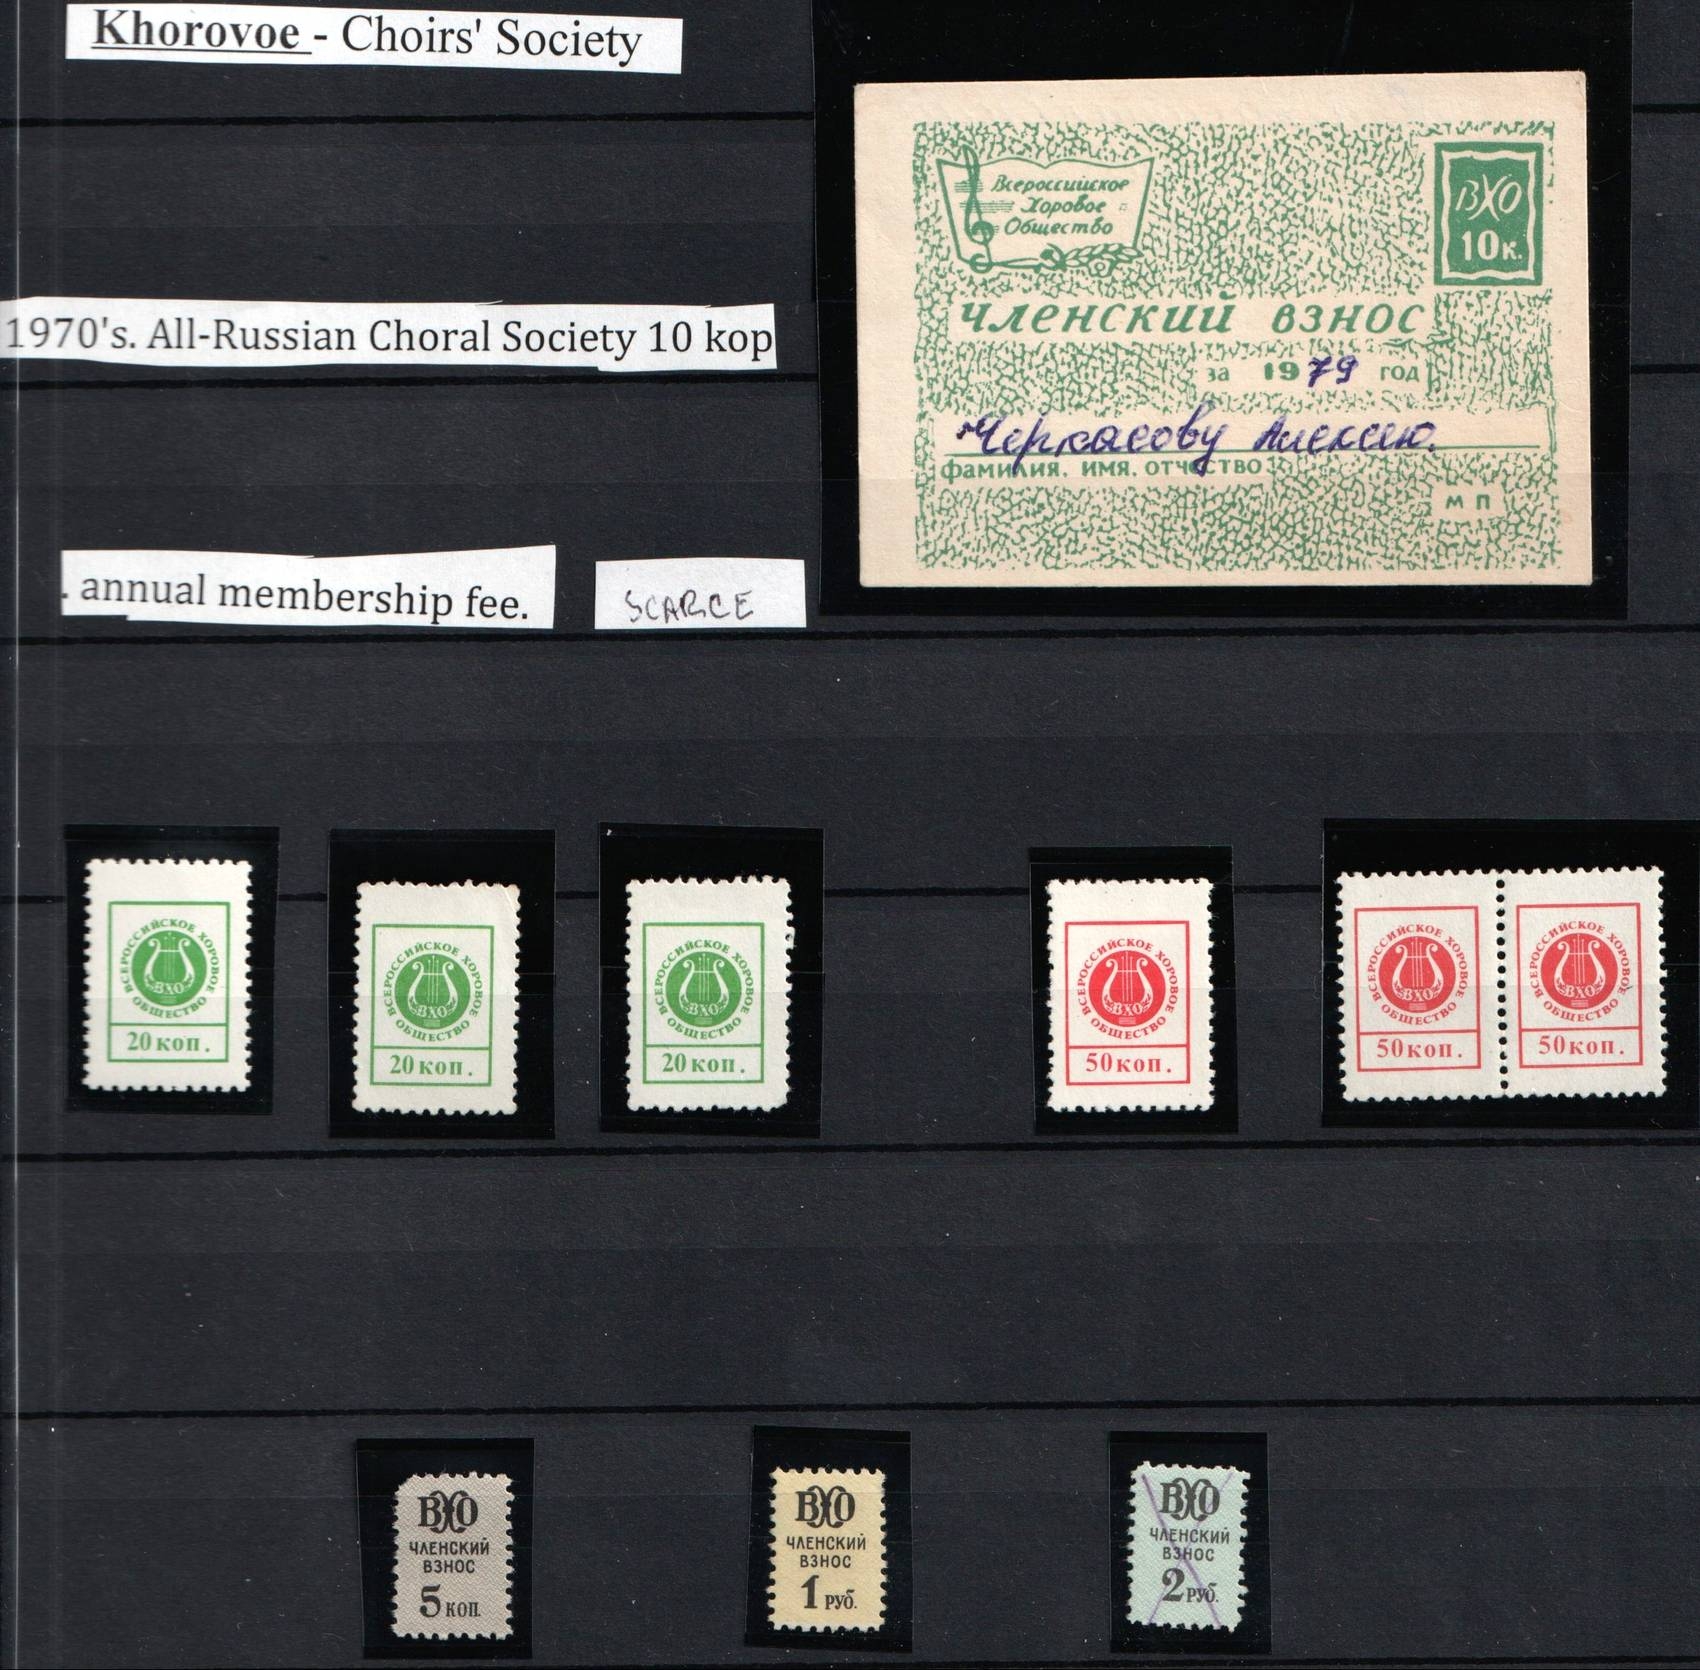 Khorovoe - Choirs' Society
1970's. All-Russian Choral Society 10 kop
. annual membership fee.
SCARCE
Всероссийское
Хоровое
Общество
ВХО
10к.
членский взнос
за 1979 год
Черкасову Алексею.
фамилия, имя, отчество
м п
ВСЕРОССИЙСКОЕ ХОРОВОЕ ОБЩЕСТВО
ВХО
20 коп.
ВСЕРОССИЙСКОЕ ХОРОВОЕ ОБЩЕСТВО
ВХО
20 коп.
ВСЕРОССИЙСКОЕ ХОРОВОЕ ОБЩЕСТВО
ВХО
20 коп.
ВСЕРОССИЙСКОЕ ХОРОВОЕ ОБЩЕСТВО
ВХО
50 коп.
ВСЕРОССИЙСКОЕ ХОРОВОЕ ОБЩЕСТВО
ВХО
50 коп.
ВСЕРОССИЙСКОЕ ХОРОВОЕ ОБЩЕСТВО
ВХО
50 коп.
ВХО
ЧЛЕНСКИЙ
ВЗНОС
5 КОП.
ВХО
ЧЛЕНСКИЙ
ВЗНОС
1 РУБ.
ВХО
ЧЛЕНСКИЙ
ВЗНОС
2 РУБ.